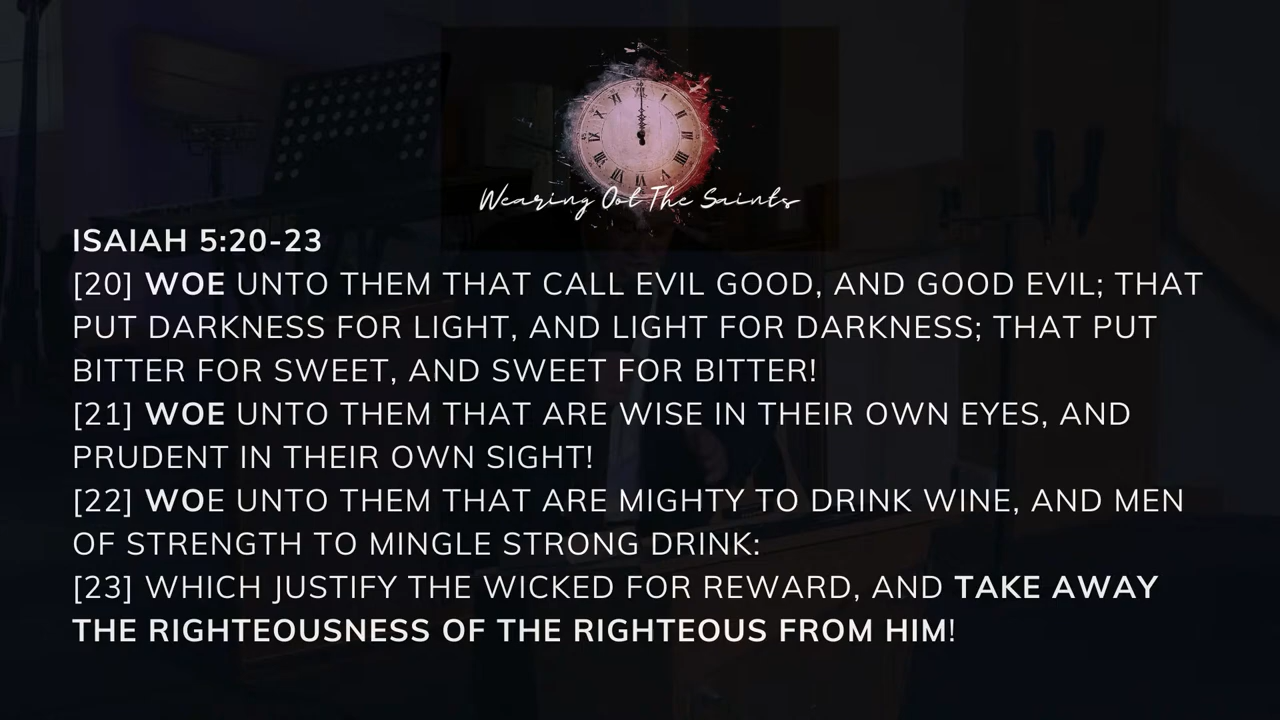 Wearing Out The Saints
ISAIAH 5:20-23
[20] WOE UNTO THEM THAT CALL EVIL GOOD, AND GOOD EVIL; THAT
PUT DARKNESS FOR LIGHT, AND LIGHT FOR DARKNESS; THAT PUT
BITTER FOR SWEET, AND SWEET FOR BITTER!
[21] WOE UNTO THEM THAT ARE WISE IN THEIR OWN EYES, AND
PRUDENT IN THEIR OWN SIGHT!
[22] WOE UNTO THEM THAT ARE MIGHTY TO DRINK WINE, AND MEN
OF STRENGTH TO MINGLE STRONG DRINK:
[23] WHICH JUSTIFY THE WICKED FOR REWARD, AND TAKE AWAY
THE RIGHTEOUSNESS OF THE RIGHTEOUS FROM HIM!